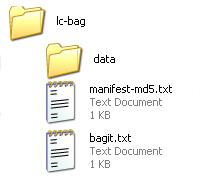 lc-bag
data
manifest-md5.txt
Text Document
1 KB
bagit.txt
Text Document
1 KB